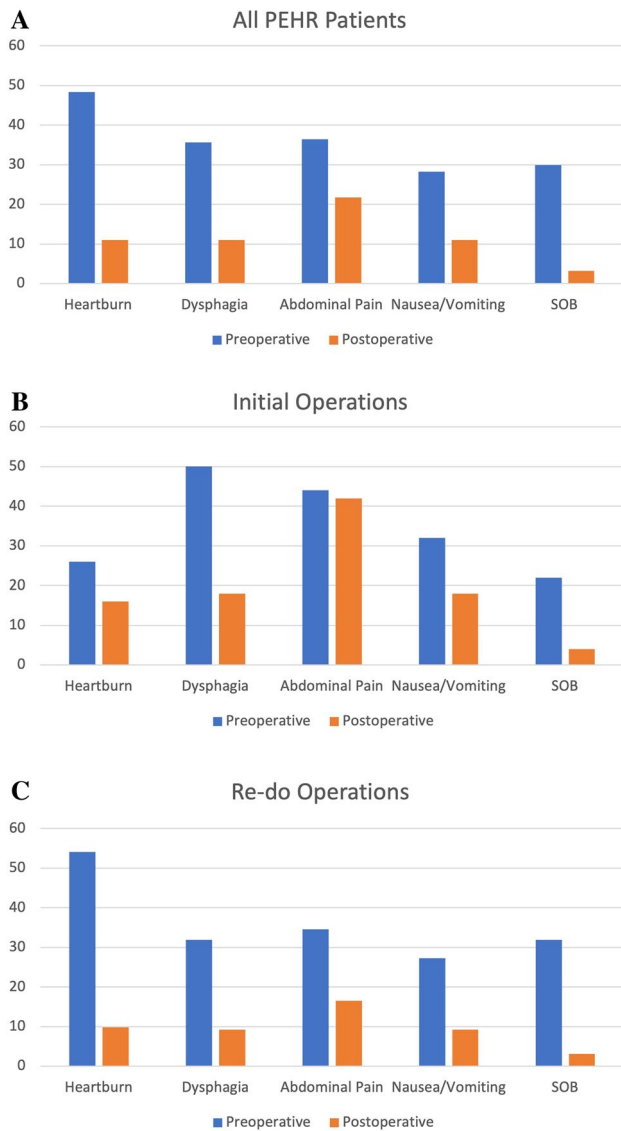 A
All PEHR Patients
60
50
40
30
20
10
0
Heartburn Dysphagia Abdominal Pain Nausea/Vomiting SOB
Preoperative Postoperative
B
Initial Operations
60
50
40
30
20
10
0
Heartburn Dysphagia Abdominal Pain Nausea/Vomiting SOB
Preoperative Postoperative
C
Re-do Operations
60
50
40
30
20
10
0
Heartburn Dysphagia Abdominal Pain Nausea/Vomiting SOB
Preoperative Postoperative